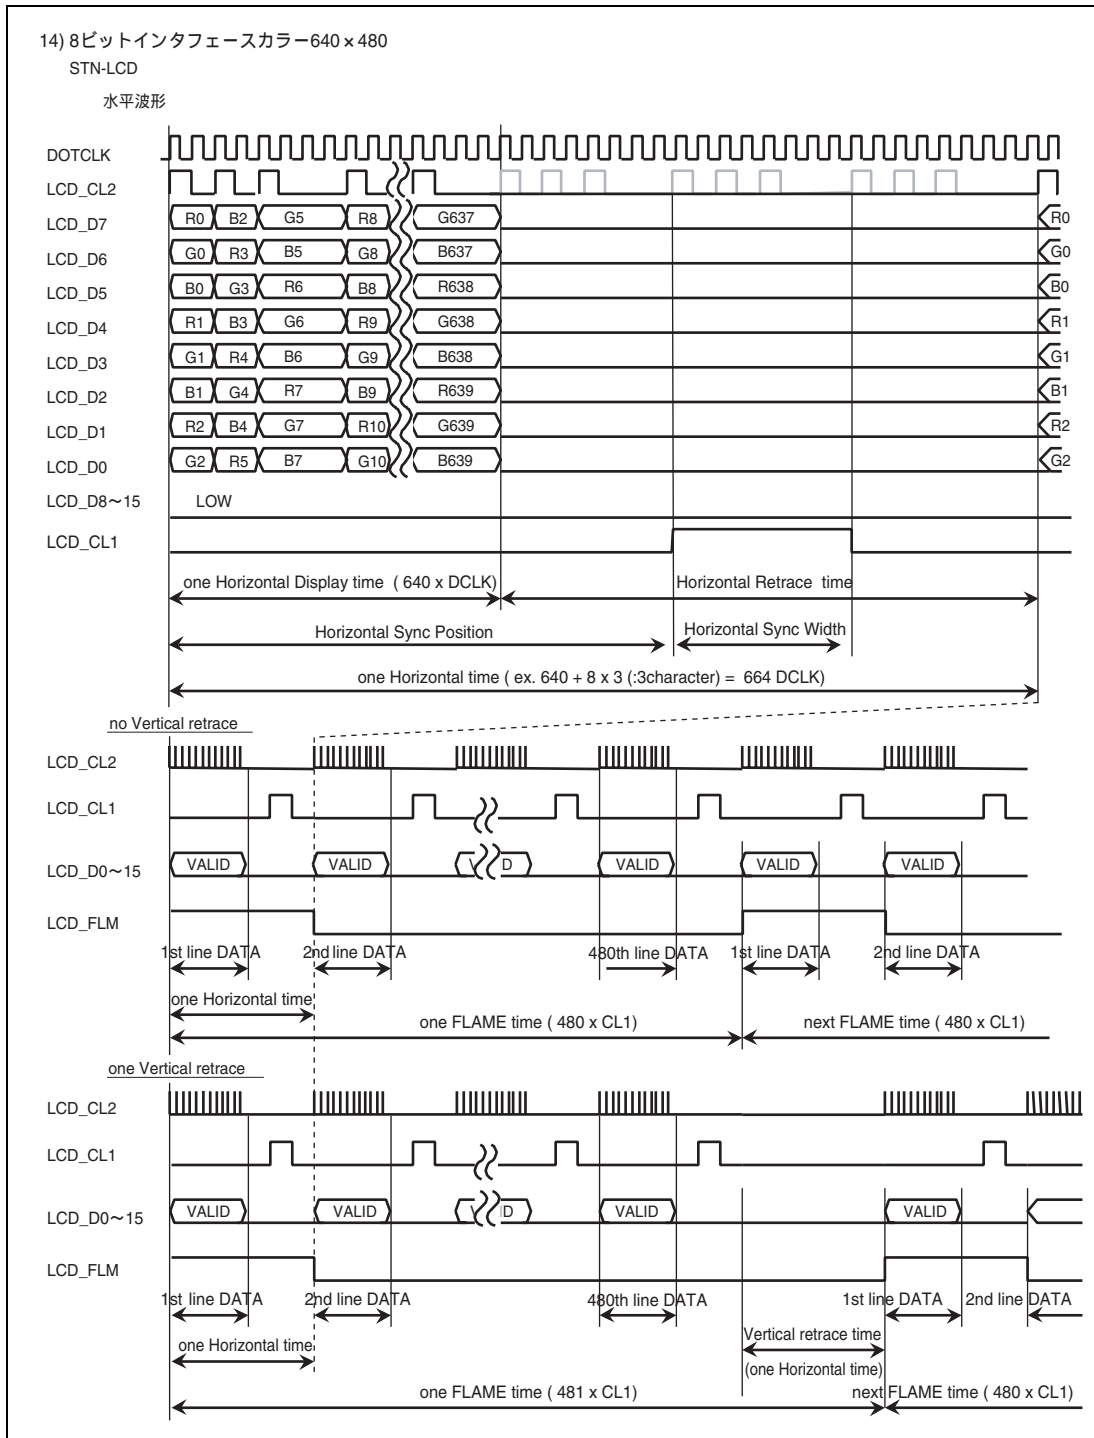 14) 8ビットインタフェースカラー640 × 480
STN-LCD
水平波形
DOTCLK
LCD_CL2
LCD_D7 R0 B2 G5 R8 G637 R0
LCD_D6 G0 R3 B5 G8 B637 G0
LCD_D5 B0 G3 R6 B8 R638 B0
LCD_D4 R1 B3 G6 R9 G638 R1
LCD_D3 G1 R4 B6 G9 B638 G1
LCD_D2 B1 G4 R7 B9 R639 B1
LCD_D1 R2 B4 G7 R10 G639 R2
LCD_D0 G2 R5 B7 G10 B639 G2
LCD_D8〜15 LOW
LCD_CL1
one Horizontal Display time ( 640 x DCLK) Horizontal Retrace time
Horizontal Sync Position Horizontal Sync Width
one Horizontal time ( ex. 640 + 8 x 3 (:3character) = 664 DCLK)
no Vertical retrace
LCD_CL2
LCD_CL1
LCD_D0〜15 VALID VALID D VALID VALID VALID
LCD_FLM
1st line DATA 2nd line DATA 480th line DATA 1st line DATA 2nd line DATA
one Horizontal time
one FLAME time ( 480 x CL1) next FLAME time ( 480 x CL1)
one Vertical retrace
LCD_CL2
LCD_CL1
LCD_D0〜15 VALID VALID ID VALID VALID
LCD_FLM
1st line DATA 2nd line DATA 480th line DATA 1st line DATA 2nd line DATA
one Horizontal time Vertical retrace time
(one Horizontal time)
one FLAME time ( 481 x CL1) next FLAME time ( 480 x CL1)